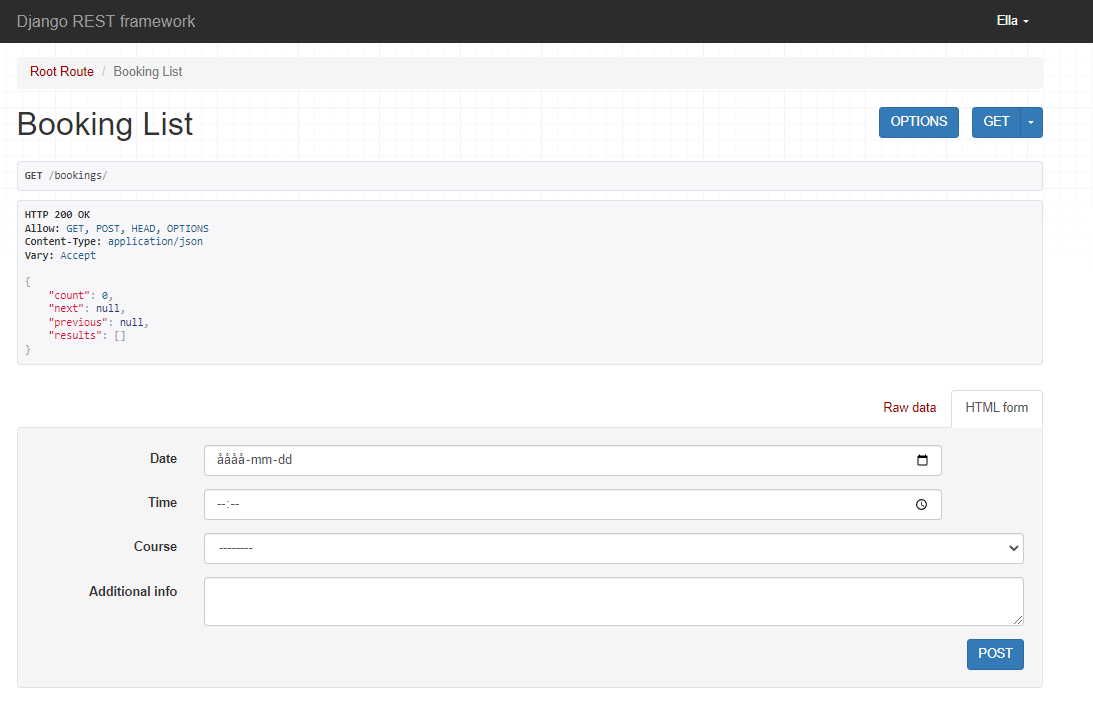 Django REST framework
Ella
Root Route / Booking List
Booking List
OPTIONS
GET
GET /bookings/
HTTP 200 OK
Allow: GET, POST, HEAD, OPTIONS
Content-Type: application/json
Vary: Accept
{
    "count": 0,
    "next": null,
    "previous": null,
    "results": []
}
Raw data
HTML form
Date
åååå-mm-dd
Time
--:--
Course
--------
Additional info
POST